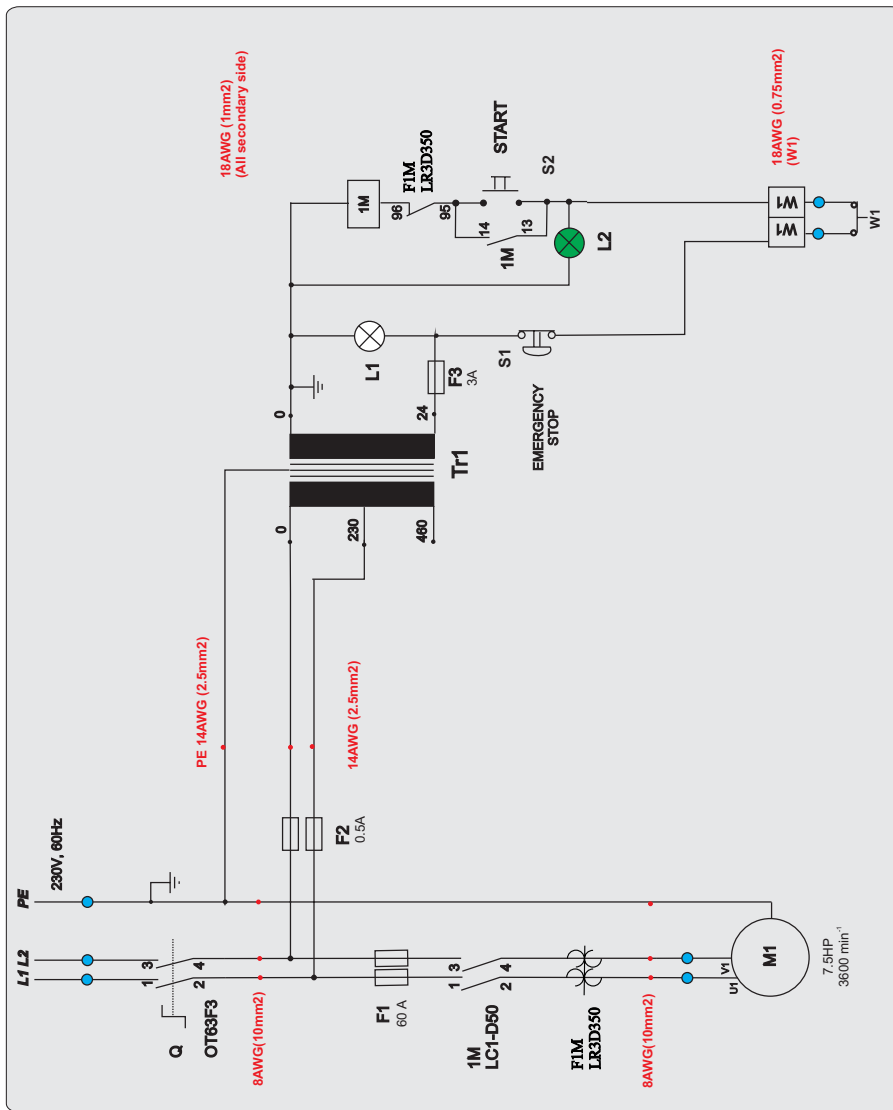 L1 L2
PE
230V, 60Hz
1
3
2
4
Q
OT63F3
8AWG(10mm2)
PE 14AWG (2.5mm2)
14AWG (2.5mm2)
F2
0.5A
F1
60 A
1
3
2
4
1M
LC1-D50
F1M
LR3D350
8AWG(10mm2)
U1
V1
M1
7.5HP
3600 min-1
0
230
460
Tr1
0
24
F3
3A
L1
S1
EMERGENCY
STOP
18AWG (1mm2)
(All secondary side)
1M
96
95
F1M
LR3D350
14
13
1M
START
S2
L2
18AWG (0.75mm2)
(W1)
W1
W1
W1